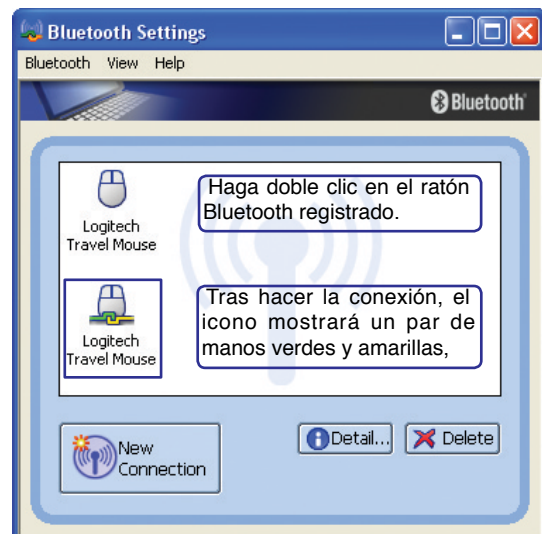 Bluetooth Settings
Bluetooth View Help
Bluetooth
Logitech
Travel Mouse
Haga doble clic en el ratón
Bluetooth registrado.
Logitech
Travel Mouse
Tras hacer la conexión, el
icono mostrará un par de
manos verdes y amarillas,
New
Connection
Detail...
Delete